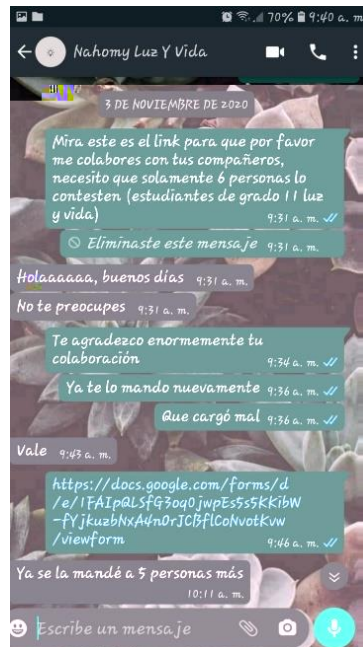 70% 9:40 a. m.
Nahomy Luz Y Vida
3 DE NOVIEMBRE DE 2020
Mira este es el link para que por favor
me colabores con tus compañeros,
necesito que solamente 6 personas lo
contesten (estudiantes de grado 11 luz
y vida)
9:31 a. m.
Eliminaste este mensaje 9:31 a. m.
Holaaaaaa, buenos días 9:31 a. m.
No te preocupes 9:31 a. m.
Te agradezco enormemente tu
colaboración
9:34 a. m.
Ya te lo mando nuevamente 9:36 a. m.
Que cargó mal 9:36 a. m.
Vale 9:43 a. m.
https://docs.google.com/forms/d
/e/1FAIpQLSfG3oq0jwpEs5s5KKibW
-fYjkuzbNxA4n0rJCBflCoNvotKvw
/viewform
9:46 a. m.
Ya se la mandé a 5 personas más
10:11 a. m.
Escribe un mensaje